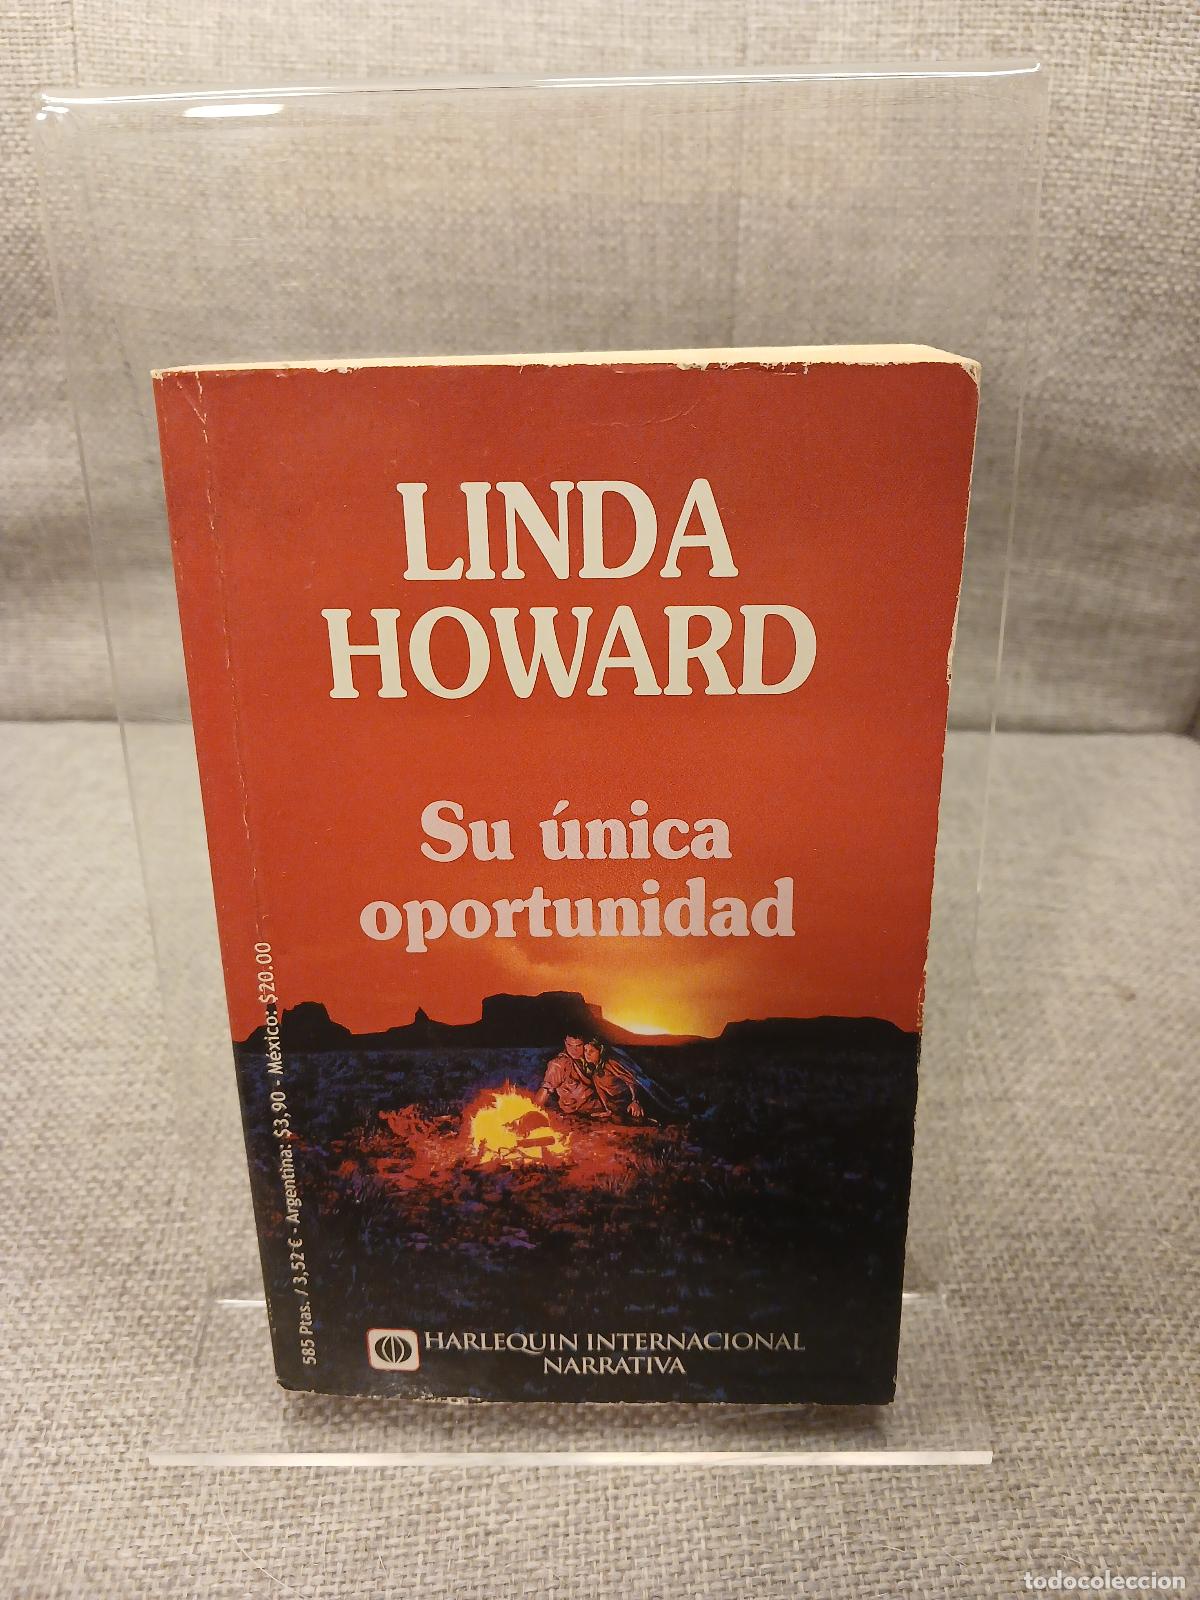 LINDA
HOWARD
Su única
oportunidad
585 Ptas. / 3,52 € - Argentina: $3,90 - México: $20.00
HARLEQUIN INTERNACIONAL
NARRATIVA
todocoleccion